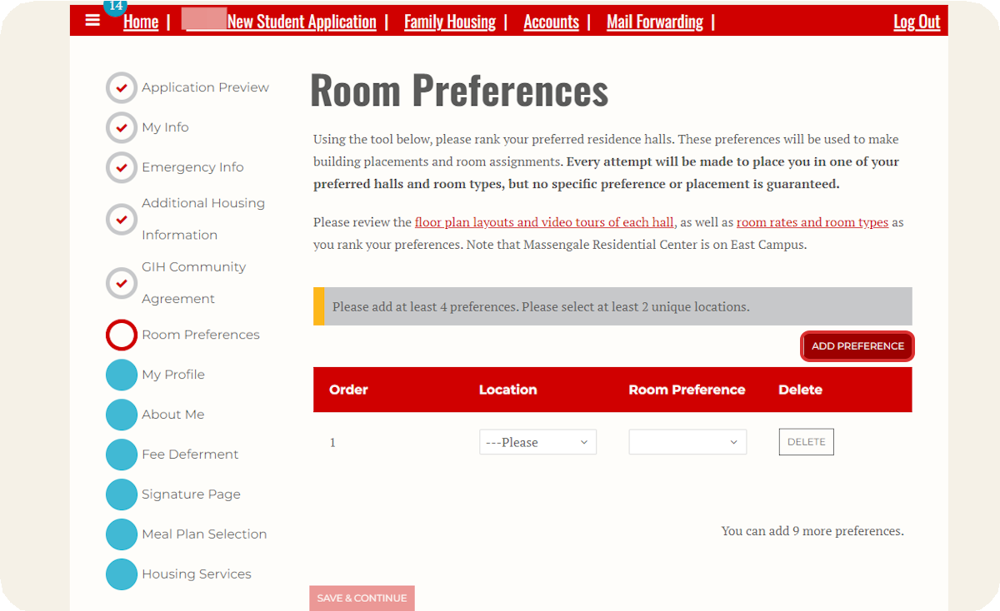 14
Home | New Student Application | Family Housing | Accounts | Mail Forwarding | Log Out
Application Preview
My Info
Emergency Info
Additional Housing
Information
GIH Community
Agreement
Room Preferences
My Profile
About Me
Fee Deferment
Signature Page
Meal Plan Selection
Housing Services
Room Preferences
Using the tool below, please rank your preferred residence halls. These preferences will be used to make
building placements and room assignments. Every attempt will be made to place you in one of your
preferred halls and room types, but no specific preference or placement is guaranteed.
Please review the floor plan layouts and video tours of each hall, as well as room rates and room types as
you rank your preferences. Note that Massengale Residential Center is on East Campus.
Please add at least 4 preferences. Please select at least 2 unique locations.
ADD PREFERENCE
Order Location Room Preference Delete
1 ---Please DELETE
You can add 9 more preferences.
SAVE & CONTINUE